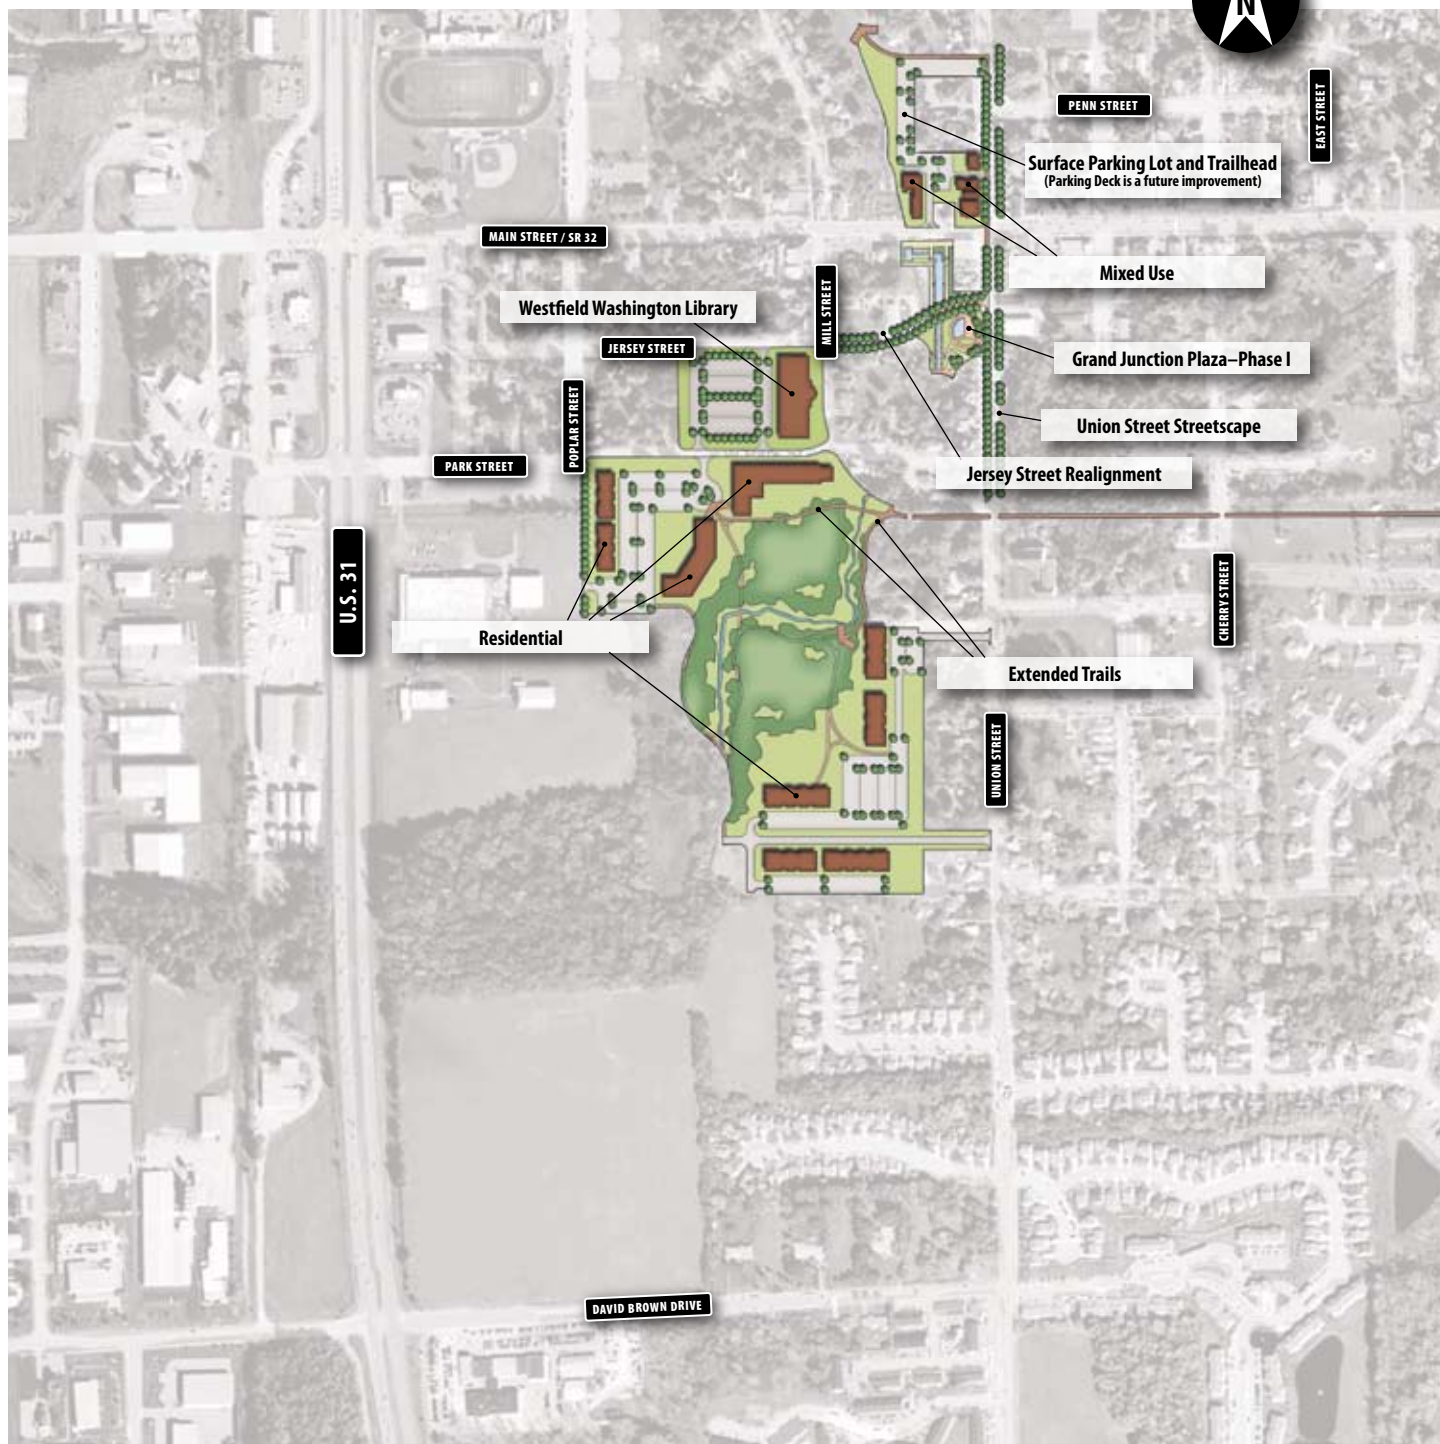 N
PENN STREET
EAST STREET
Surface Parking Lot and Trailhead
(Parking Deck is a future improvement)
MAIN STREET / SR 32
Mixed Use
MILL STREET
Westfield Washington Library
JERSEY STREET
Grand Junction Plaza–Phase I
POPLAR STREET
Union Street Streetscape
PARK STREET
Jersey Street Realignment
U.S. 31
CHERRY STREET
Residential
Extended Trails
UNION STREET
DAVID BROWN DRIVE